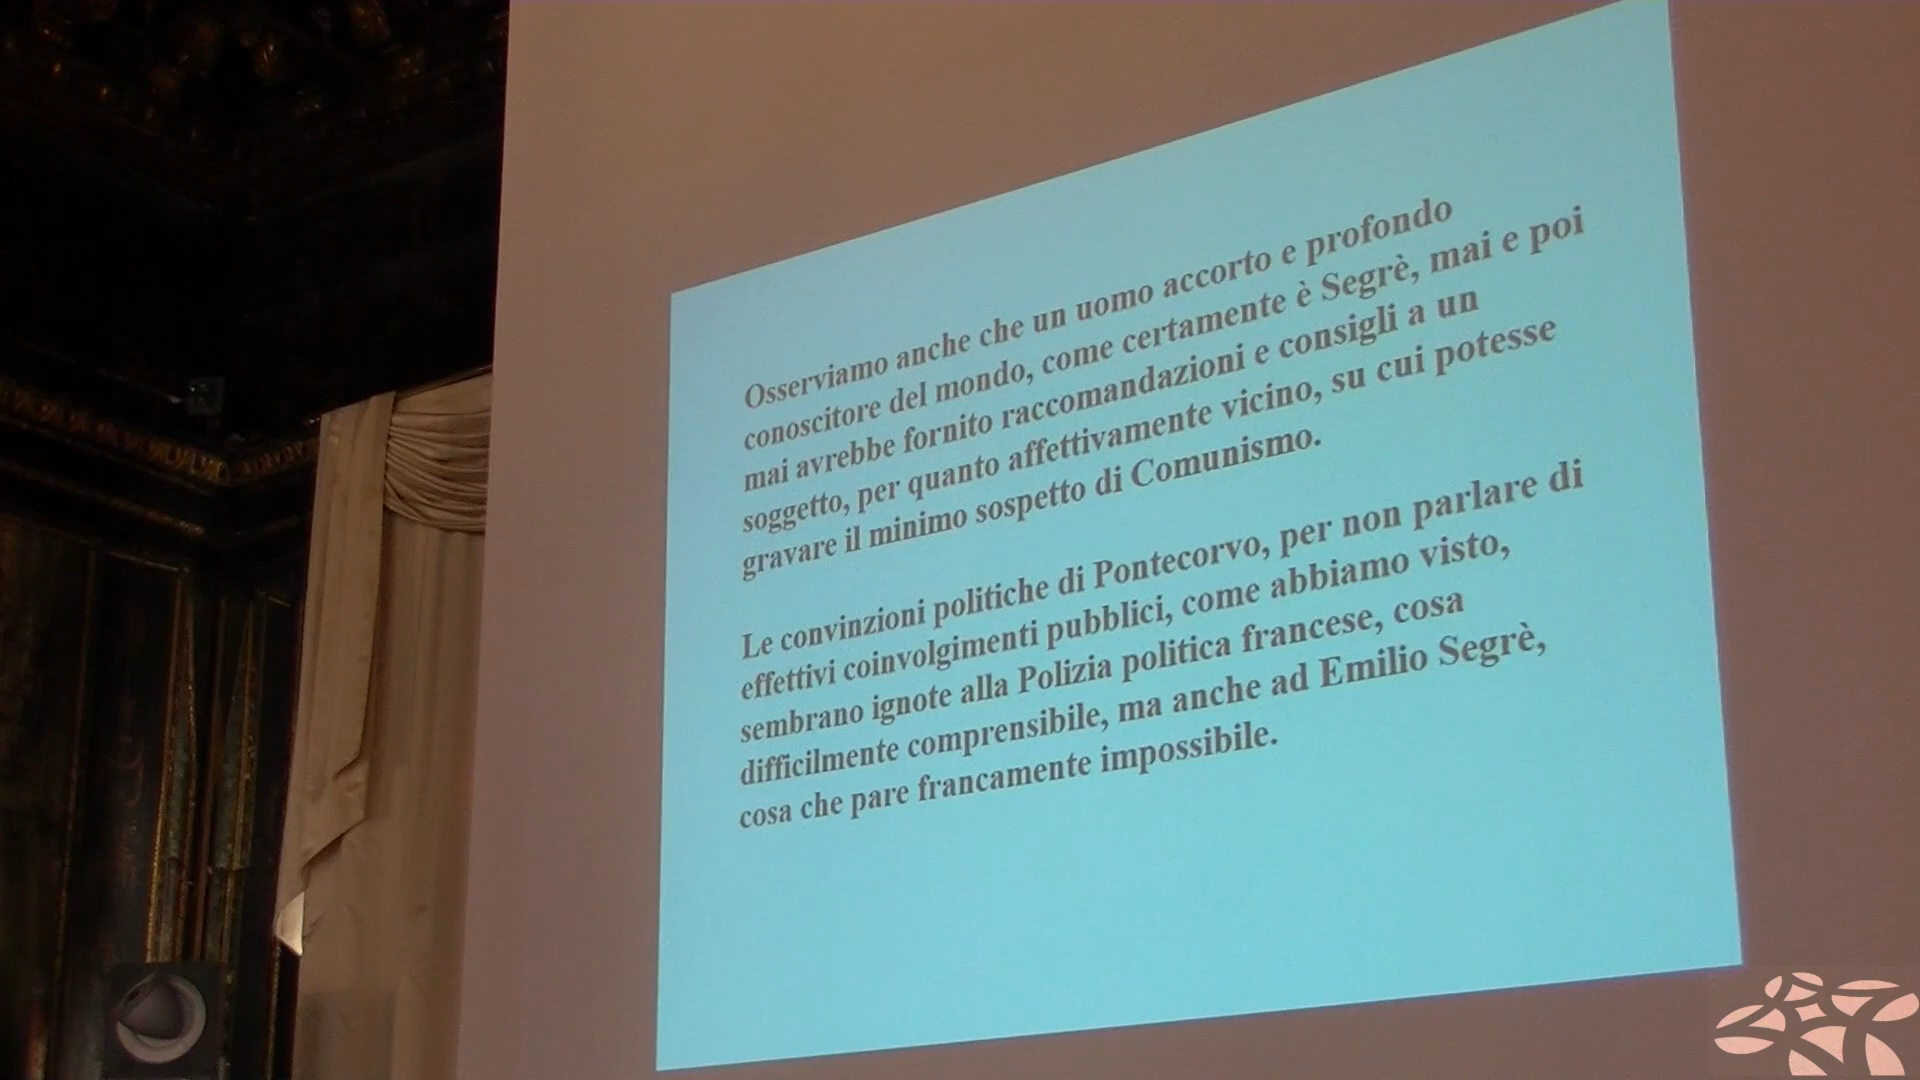 Osserviamo anche che un uomo accorto e profondo
conoscitore del mondo, come certamente è Segrè, mai e poi
mai avrebbe fornito raccomandazioni e consigli a un
soggetto, per quanto affettivamente vicino, su cui potesse
gravare il minimo sospetto di Comunismo.
Le convinzioni politiche di Pontecorvo, per non parlare di
effettivi coinvolgimenti pubblici, come abbiamo visto,
sembrano ignote alla Polizia politica francese, cosa
difficilmente comprensibile, ma anche ad Emilio Segrè,
cosa che pare francamente impossibile.